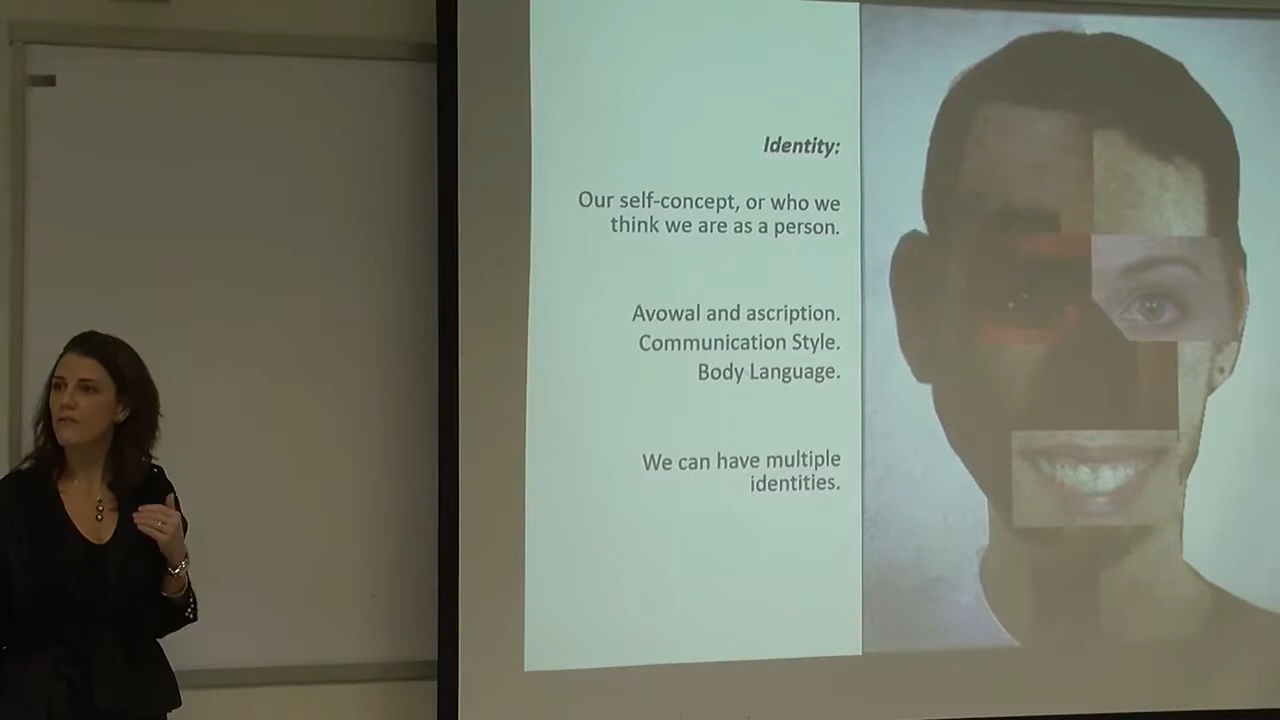 Identity:
Our self-concept, or who we
think we are as a person.
Avowal and ascription.
Communication Style.
Body Language.
We can have multiple
identities.